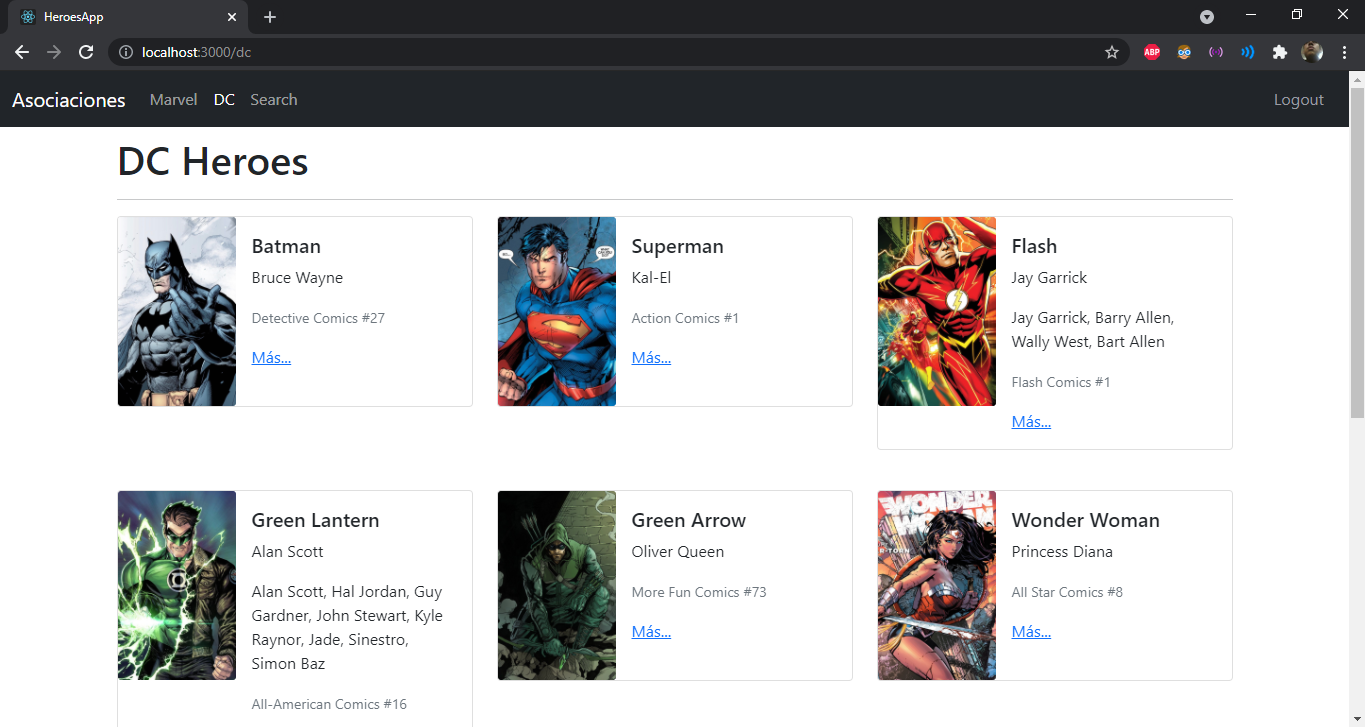 HeroesApp
localhost:3000/dc
ABP
Asociaciones
Marvel
DC
Search
Logout
DC Heroes
Batman
Bruce Wayne
Detective Comics #27
Más...
Superman
Kal-El
Action Comics #1
Más...
Flash
Jay Garrick
Jay Garrick, Barry Allen,
Wally West, Bart Allen
Flash Comics #1
Más...
Green Lantern
Alan Scott
Alan Scott, Hal Jordan, Guy
Gardner, John Stewart, Kyle
Raynor, Jade, Sinestro,
Simon Baz
All-American Comics #16
Green Arrow
Oliver Queen
More Fun Comics #73
Más...
WONDER
Wonder Woman
Princess Diana
All Star Comics #8
Más...